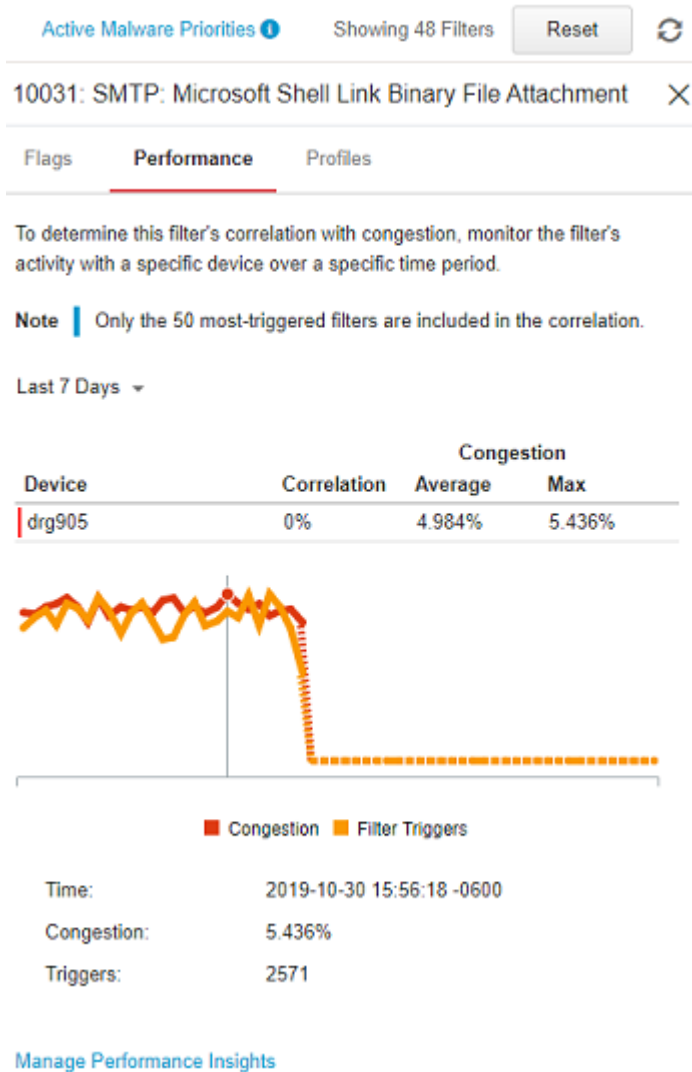 Active Malware Priorities Showing 48 Filters Reset
10031: SMTP: Microsoft Shell Link Binary File Attachment
Flags Performance Profiles
To determine this filter's correlation with congestion, monitor the filter's
activity with a specific device over a specific time period.
Note Only the 50 most-triggered filters are included in the correlation.
Last 7 Days
Congestion
Device Correlation Average Max
drg905 0% 4.984% 5.436%
Congestion Filter Triggers
Time: 2019-10-30 15:56:18 -0600
Congestion: 5.436%
Triggers: 2571
Manage Performance Insights